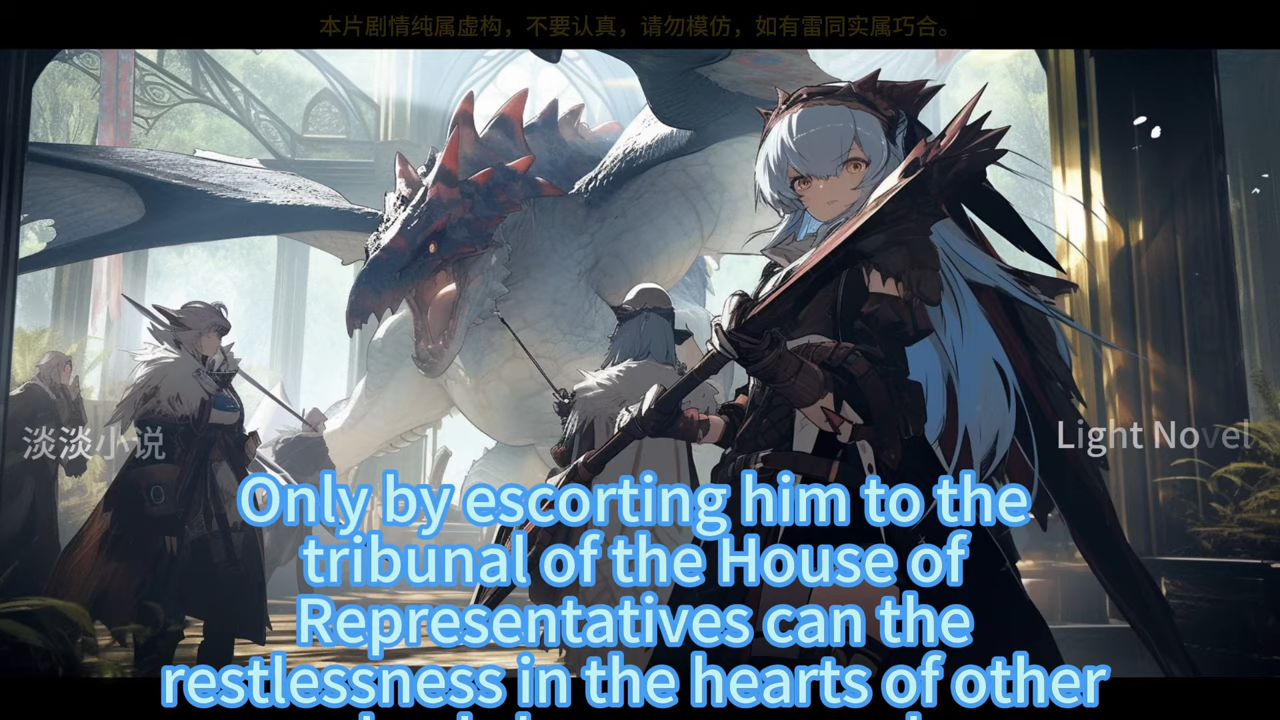 本片剧情纯属虚构，不要认真，请勿模仿，如有雷同实属巧合。
淡淡小说
Light Novel
Only by escorting him to the
tribunal of the House of
Representatives can the
restlessness in the hearts of other